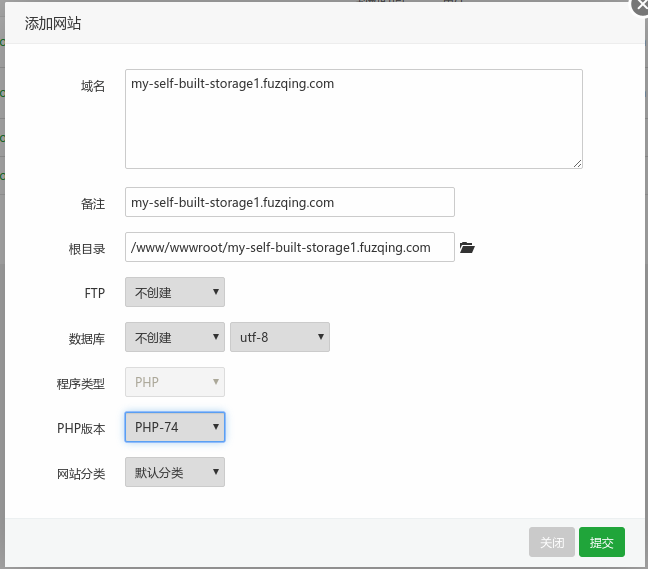 添加网站
域名
my-self-built-storage1.fuzqing.com
备注
my-self-built-storage1.fuzqing.com
根目录
/www/wwwroot/my-self-built-storage1.fuzqing.com
FTP
不创建
数据库
不创建
utf-8
程序类型
PHP
PHP版本
PHP-74
网站分类
默认分类
关闭
提交